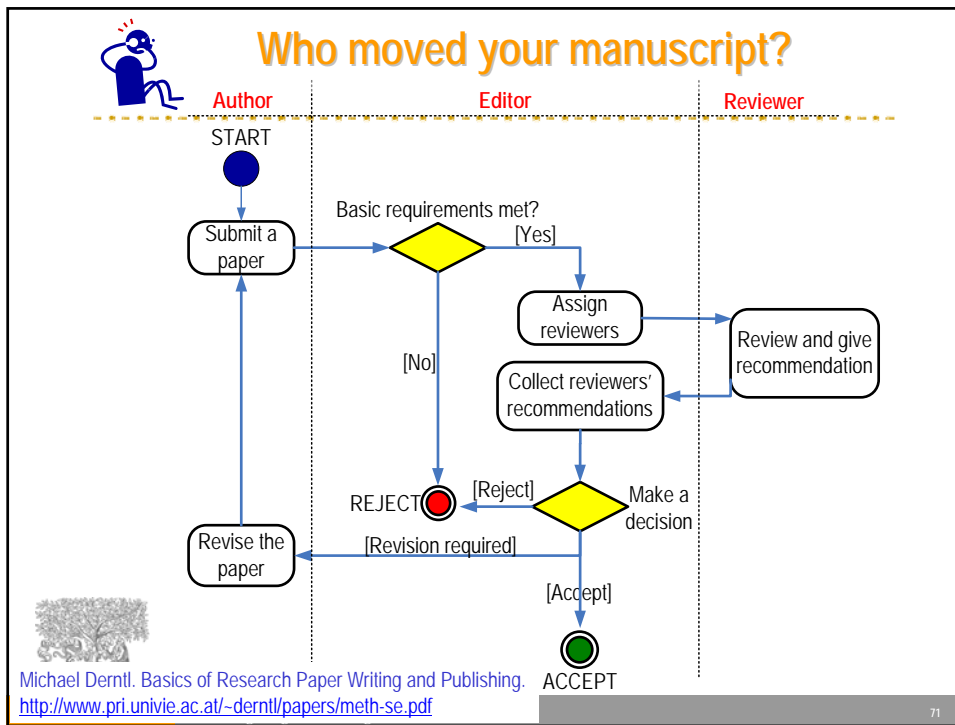 Who moved your manuscript?
Author
Editor
Reviewer
START
Basic requirements met?
Submit a
paper
[Yes]
Assign
reviewers
Review and give
recommendation
[No]
Collect reviewers'
recommendations
REJECT
[Reject]
Make a
decision
Revise the
paper
[Revision required]
[Accept]
ACCEPT
Michael Derntl. Basics of Research Paper Writing and Publishing.
http://www.pri.univie.ac.at/~derntl/papers/meth-se.pdf
71